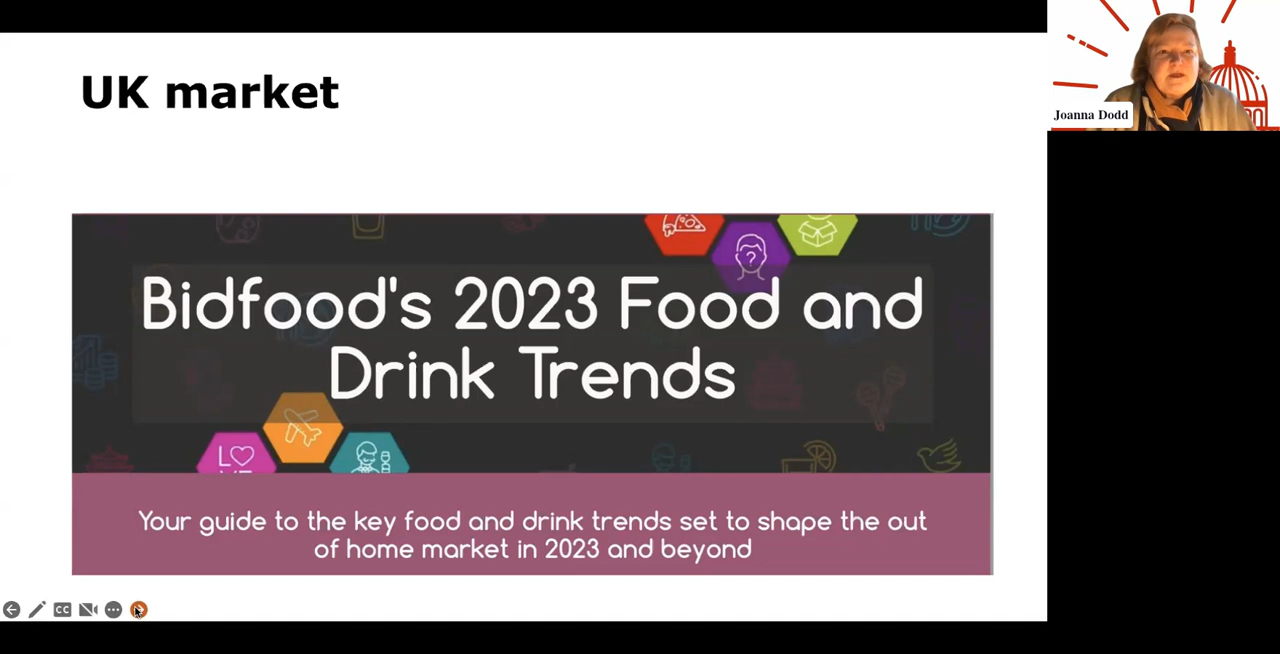 UK market
Joanna Dodd
Bidfood's 2023 Food and
Drink Trends
L
Your guide to the key food and drink trends set to shape the out
of home market in 2023 and beyond
CC